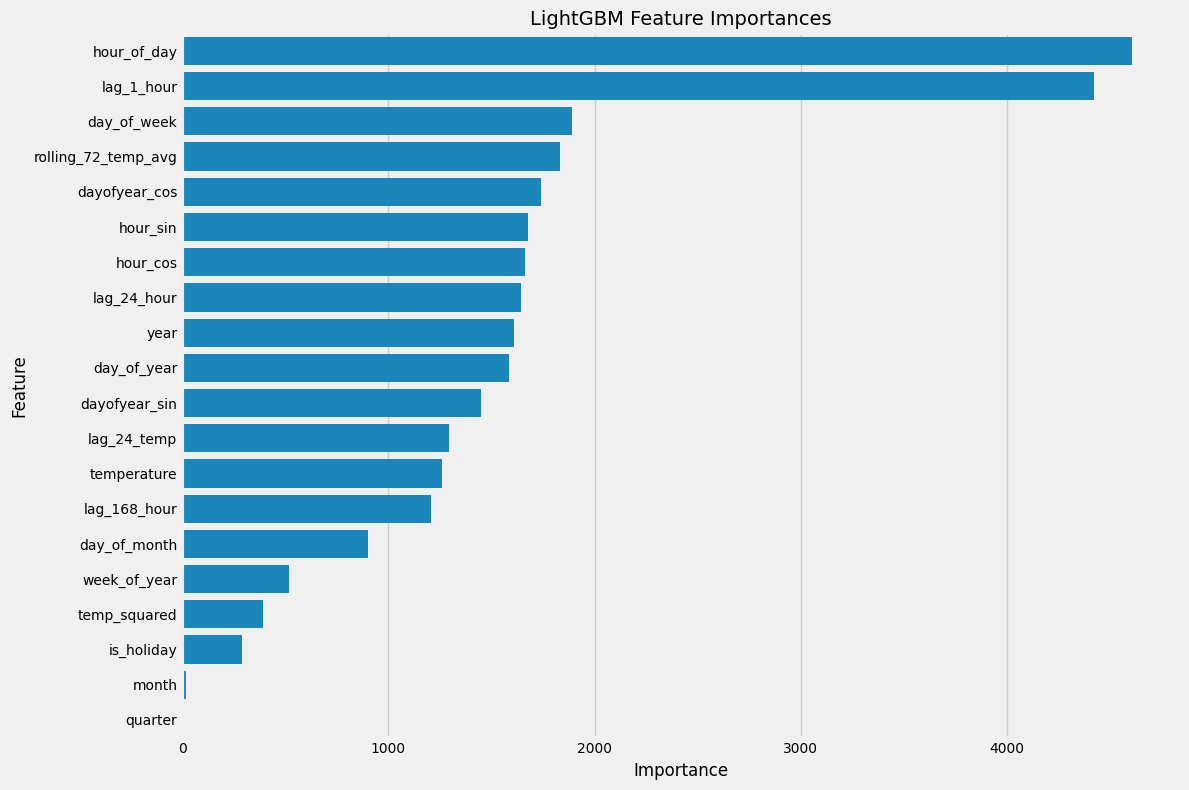 LightGBM Feature Importances
hour_of_day
lag_1_hour
day_of_week
rolling_72_temp_avg
dayofyear_cos
hour_sin
hour_cos
lag_24_hour
year
day_of_year
dayofyear_sin
lag_24_temp
temperature
lag_168_hour
day_of_month
week_of_year
temp_squared
is_holiday
month
quarter
Feature
0 1000 2000 3000 4000
Importance